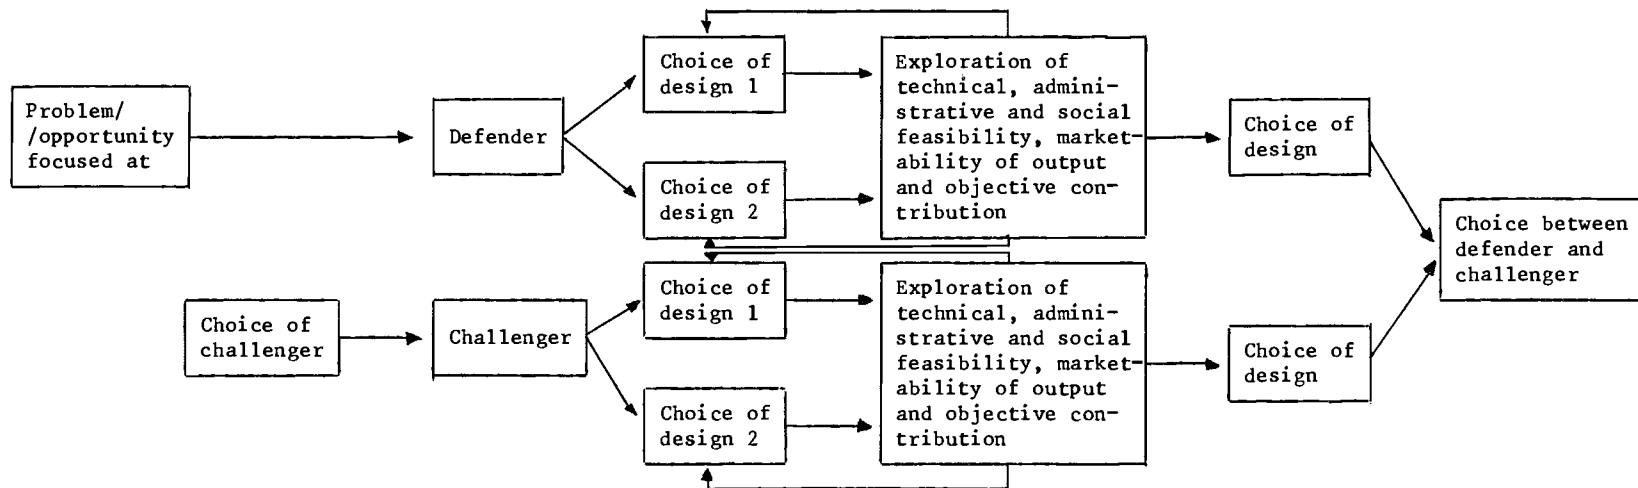 Problem/
/opportunity
focused at
Defender
Choice of
design 1
Choice of
design 2
Exploration of
technical, admini-
strative and social
feasibility, market-
ability of output
and objective con-
tribution
Choice of
design
Choice between
defender and
challenger
Choice of
challenger
Challenger
Choice of
design 1
Choice of
design 2
Exploration of
technical, admini-
strative and social
feasibility, market-
ability of output
and objective con-
tribution
Choice of
design